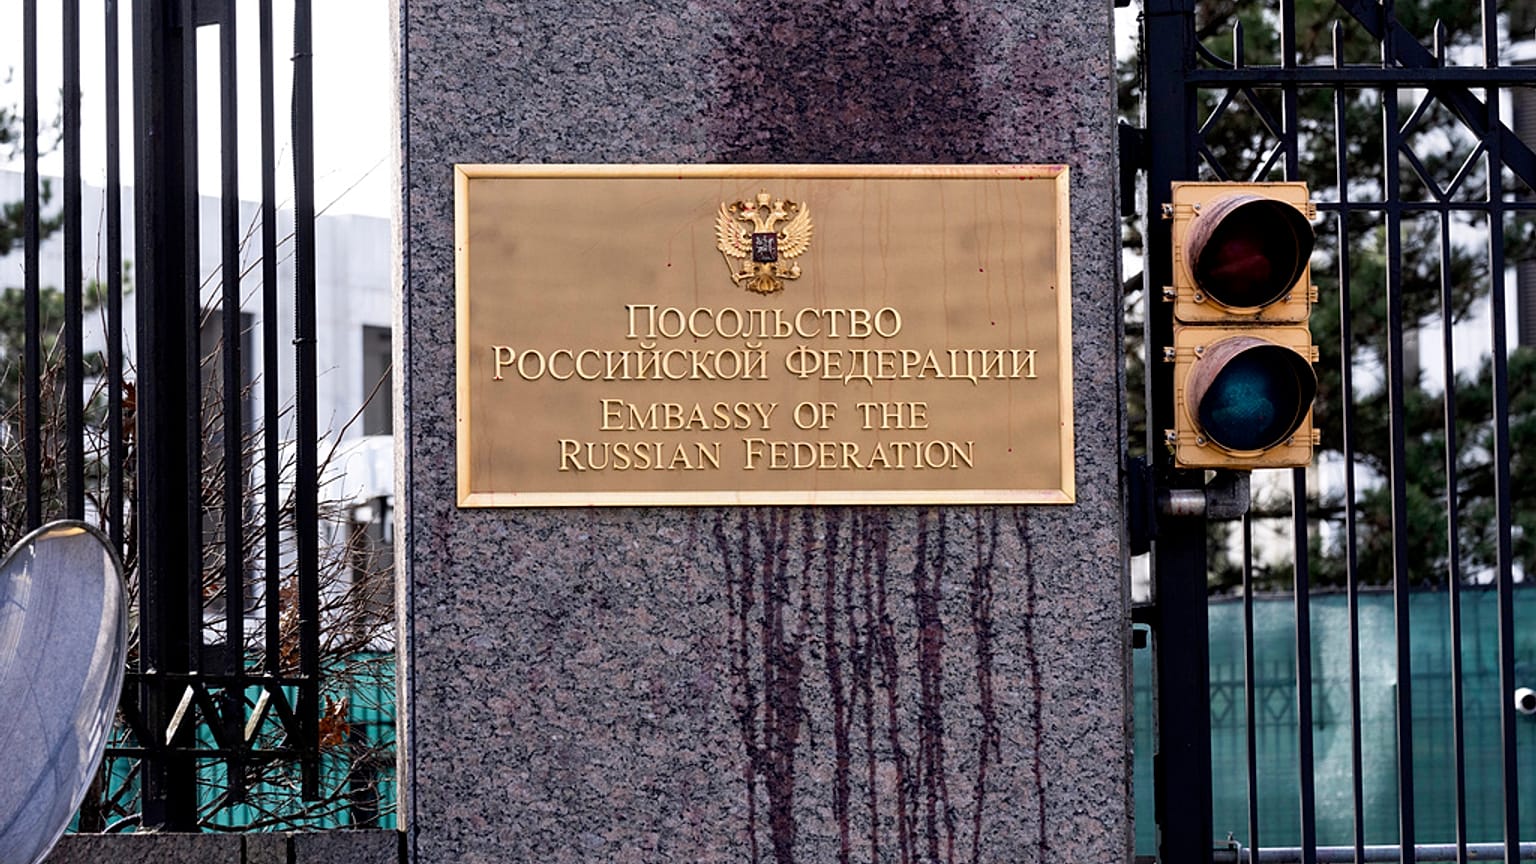 ПОСОЛЬСТВО
РОССИЙСКОЙ ФЕДЕРАЦИИ
EMBASSY OF THE
RUSSIAN FEDERATION